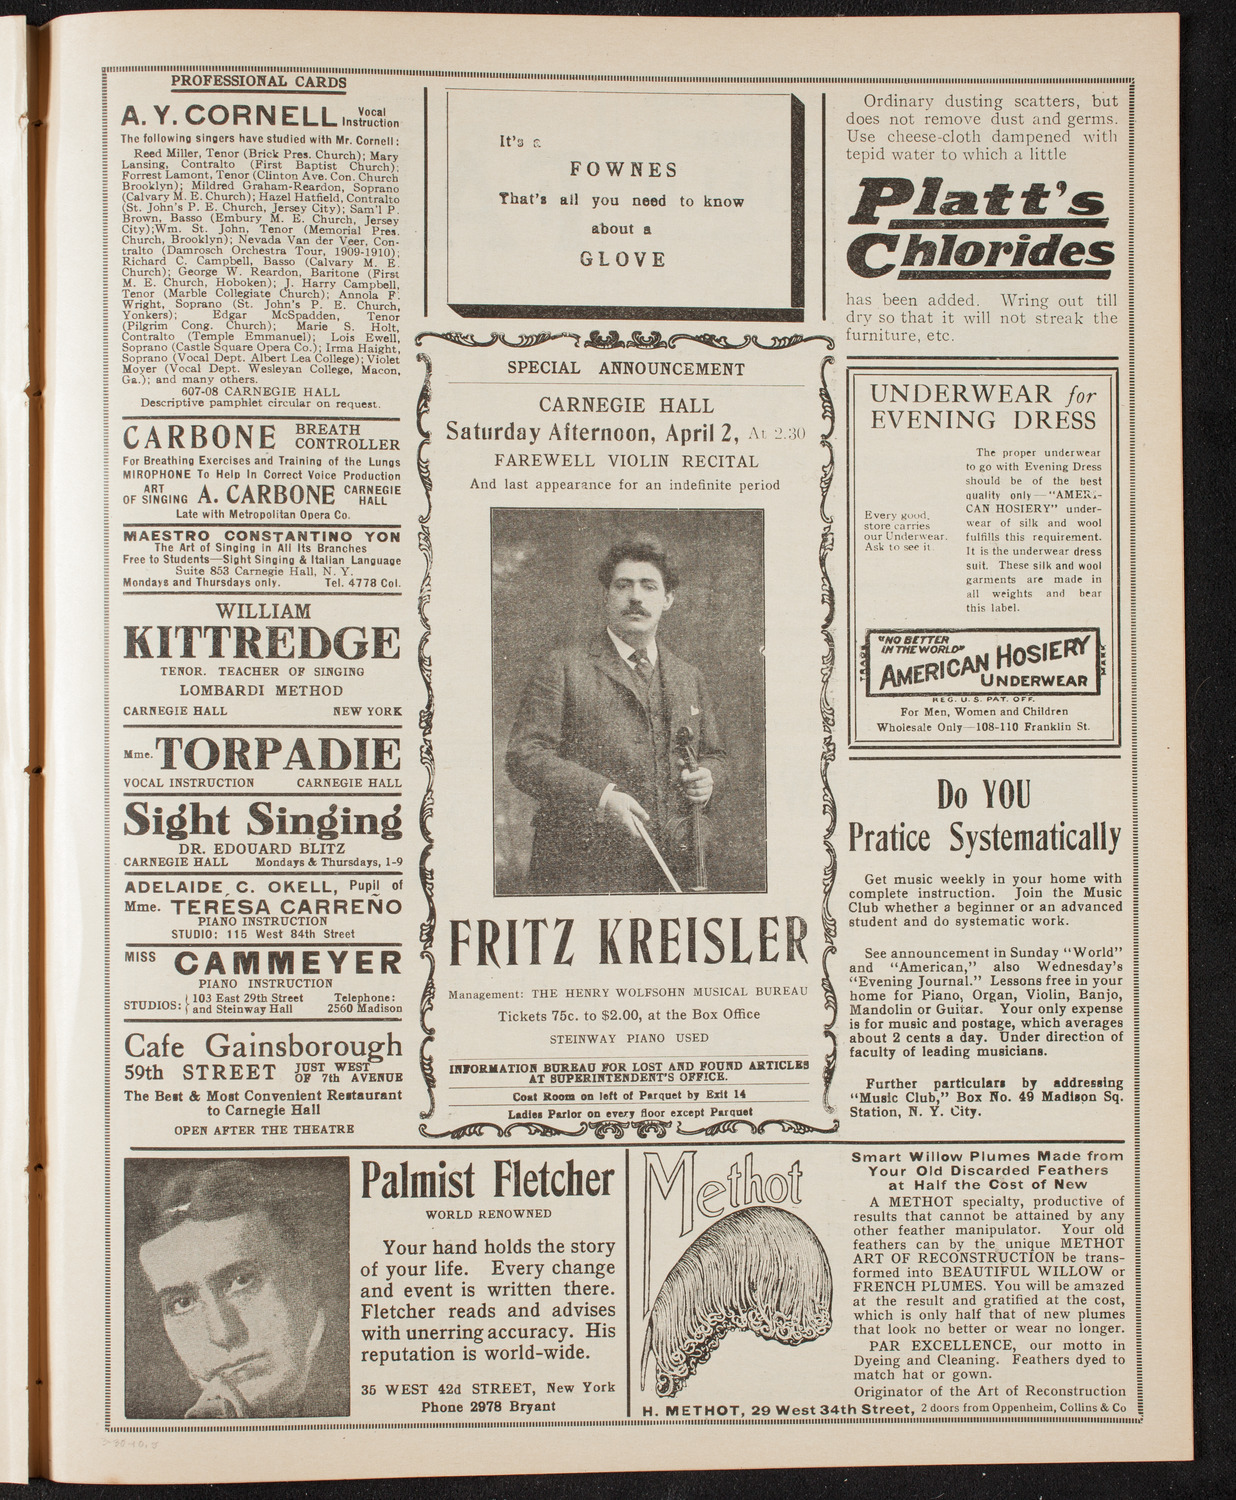 PROFESSIONAL CARDS
A. Y. CORNELL Vocal Instruction
The following singers have studied with Mr. Cornell:
Reed Miller, Tenor (Brick Pres. Church); Mary
Lansing, Contralto (First Baptist Church);
Forrest Lamont, Tenor (Clinton Ave. Con. Church
Brooklyn); Mildred Graham-Reardon, Soprano
(Calvary M. E. Church); Hazel Hatfield, Contralto
(St. John's P. E. Church, Jersey City); Sam'l P.
Brown, Basso (Embury M. E. Church, Jersey
City); Wm. St. John, Tenor (Memorial Pres.
Church, Brooklyn); Nevada Van der Veer, Con-
tralto (Damrosch Orchestra Tour, 1909-1910);
Richard C. Campbell, Basso (Calvary M. E.
Church); George W. Reardon, Baritone (First
M. E. Church, Hoboken); J. Harry Campbell,
Tenor (Marble Collegiate Church); Annola F.
Wright, Soprano (St. John's P. E. Church,
Yonkers); Edgar McSpadden, Tenor
(Pilgrim Cong. Church); Marie S. Holt,
Contralto (Temple Emmanuel); Lois Ewell,
Soprano (Castle Square Opera Co.); Irma Haight,
Soprano (Vocal Dept. Albert Lea College); Violet
Moyer (Vocal Dept. Wesleyan College, Macon,
Ga.); and many others.
607-08 CARNEGIE HALL
Descriptive pamphlet circular on request.
CARBONE BREATH CONTROLLER
For Breathing Exercises and Training of the Lungs
MIROPHONE To Help In Correct Voice Production
ART OF SINGING A. CARBONE CARNEGIE HALL
Late with Metropolitan Opera Co.
MAESTRO CONSTANTINO YON
The Art of Singing in All Its Branches
Free to Students—Sight Singing & Italian Language
Suite 853 Carnegie Hall, N. Y.
Mondays and Thursdays only. Tel. 4778 Col.
WILLIAM
KITTREDGE
TENOR. TEACHER OF SINGING
LOMBARDI METHOD
CARNEGIE HALL NEW YORK
Mme. TORPADIE
VOCAL INSTRUCTION CARNEGIE HALL
Sight Singing
DR. EDOUARD BLITZ
CARNEGIE HALL Mondays & Thursdays, 1-9
ADELAIDE C. OKELL, Pupil of
Mme. TERESA CARREÑO
PIANO INSTRUCTION
STUDIO: 115 West 84th Street
MISS CAMMEYER
PIANO INSTRUCTION
STUDIOS: { 103 East 29th Street Telephone:
and Steinway Hall 2560 Madison
Cafe Gainsborough
59th STREET JUST WEST OF 7th AVENUE
The Best & Most Convenient Restaurant
to Carnegie Hall
OPEN AFTER THE THEATRE
It's a
FOWNES
That's all you need to know
about a
GLOVE
SPECIAL ANNOUNCEMENT
CARNEGIE HALL
Saturday Afternoon, April 2, At 2.30
FAREWELL VIOLIN RECITAL
And last appearance for an indefinite period
FRITZ KREISLER
Management: THE HENRY WOLFSOHN MUSICAL BUREAU
Tickets 75c. to $2.00, at the Box Office
STEINWAY PIANO USED
INFORMATION BUREAU FOR LOST AND FOUND ARTICLES
AT SUPERINTENDENT'S OFFICE.
Coat Room on left of Parquet by Exit 14
Ladies Parlor on every floor except Parquet
Ordinary dusting scatters, but
does not remove dust and germs.
Use cheese-cloth dampened with
tepid water to which a little
Platt's
Chlorides
has been added. Wring out till
dry so that it will not streak the
furniture, etc.
UNDERWEAR for
EVENING DRESS
Every good
store carries
our Underwear.
Ask to see it.
The proper underwear
to go with Evening Dress
should be of the best
quality only—"AMERI-
CAN HOSIERY" under-
wear of silk and wool
fulfills this requirement.
It is the underwear dress
suit. These silk and wool
garments are made in
all weights and bear
this label.
TRADE MARK
"NO BETTER
IN THE WORLD"
AMERICAN HOSIERY
UNDERWEAR
REG. U. S. PAT. OFF.
For Men, Women and Children
Wholesale Only—108-110 Franklin St.
Do YOU
Pratice Systematically
Get music weekly in your home with
complete instruction. Join the Music
Club whether a beginner or an advanced
student and do systematic work.
See announcement in Sunday "World"
and "American," also Wednesday's
"Evening Journal." Lessons free in your
home for Piano, Organ, Violin, Banjo,
Mandolin or Guitar. Your only expense
is for music and postage, which averages
about 2 cents a day. Under direction of
faculty of leading musicians.
Further particulars by addressing
"Music Club," Box No. 49 Madison Sq.
Station, N. Y. City.
Palmist Fletcher
WORLD RENOWNED
Your hand holds the story
of your life. Every change
and event is written there.
Fletcher reads and advises
with unerring accuracy. His
reputation is world-wide.
35 WEST 42d STREET, New York
Phone 2978 Bryant
Methot
Smart Willow Plumes Made from
Your Old Discarded Feathers
at Half the Cost of New
A METHOT specialty, productive of
results that cannot be attained by any
other feather manipulator. Your old
feathers can by the unique METHOT
ART OF RECONSTRUCTION be trans-
formed into BEAUTIFUL WILLOW or
FRENCH PLUMES. You will be amazed
at the result and gratified at the cost,
which is only half that of new plumes
that look no better or wear no longer.
PAR EXCELLENCE, our motto in
Dyeing and Cleaning. Feathers dyed to
match hat or gown.
Originator of the Art of Reconstruction
H. METHOT, 29 West 34th Street, 2 doors from Oppenheim, Collins & Co